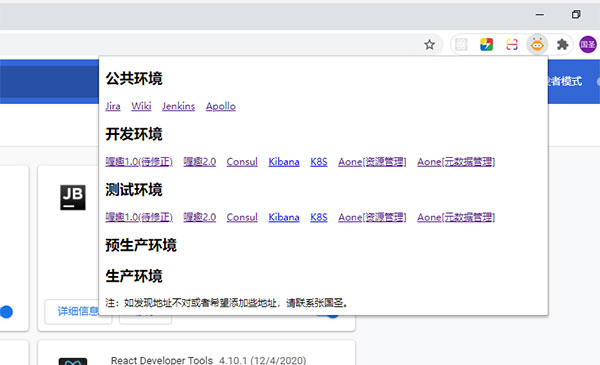 国圣
发者模式
公共环境
Jira Wiki Jenkins Apollo
开发环境
喔趣1.0(待修正) 喔趣2.0 Consul Kibana K8S Aone[资源管理] Aone[元数据管理]
测试环境
喔趣1.0(待修正) 喔趣2.0 Consul Kibana K8S Aone[资源管理] Aone[元数据管理]
预生产环境
生产环境
注：如发现地址不对或者希望添加些地址，请联系张国圣。
JB
详细信息
React Developer Tools 4.10.1 (12/4/2020)